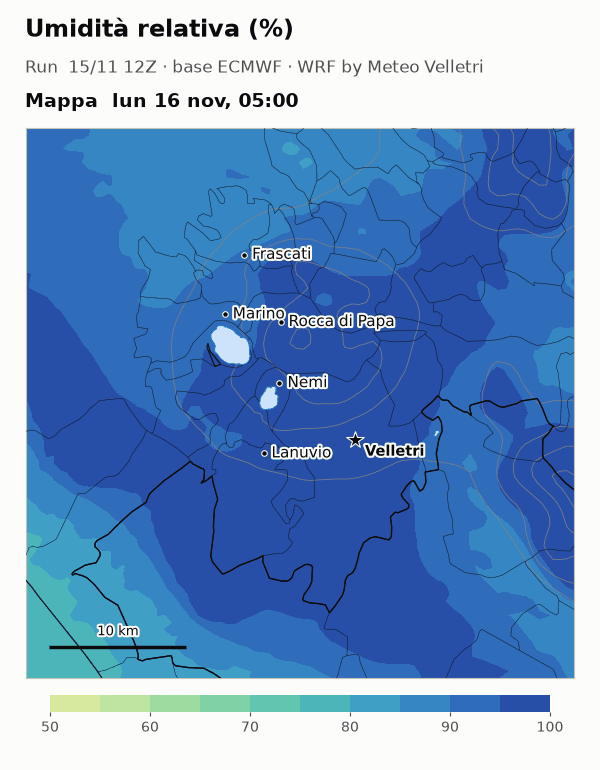 Umidità relativa (%)
Run  15/11 12Z · base ECMWF · WRF by Meteo Velletri
Mappa  lun 16 nov, 05:00
Frascati
Marino
Rocca di Papa
Nemi
Velletri
Lanuvio
10 km
50 60 70 80 90 100